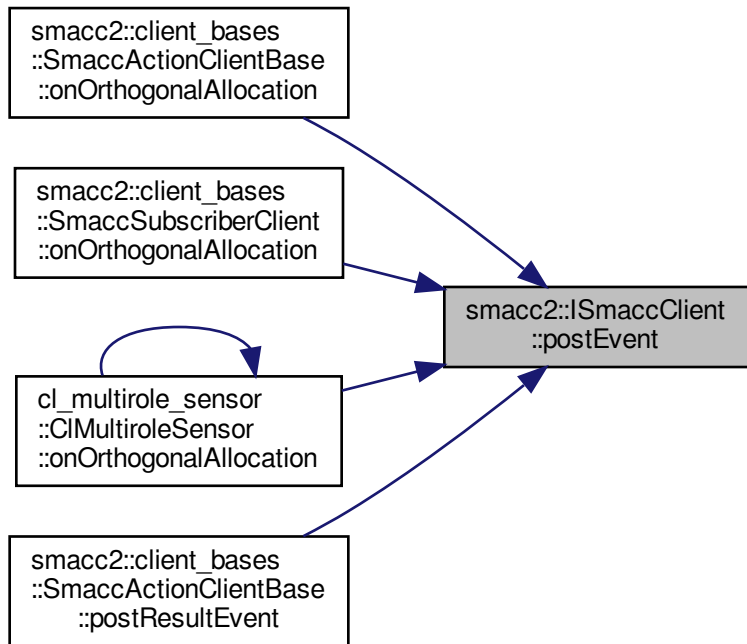 smacc2::client_bases
::SmaccActionClientBase
::onOrthogonalAllocation
smacc2::client_bases
::SmaccSubscriberClient
::onOrthogonalAllocation
smacc2::ISmaccClient
::postEvent
cl_multirole_sensor
::ClMultiroleSensor
::onOrthogonalAllocation
smacc2::client_bases
::SmaccActionClientBase
::postResultEvent